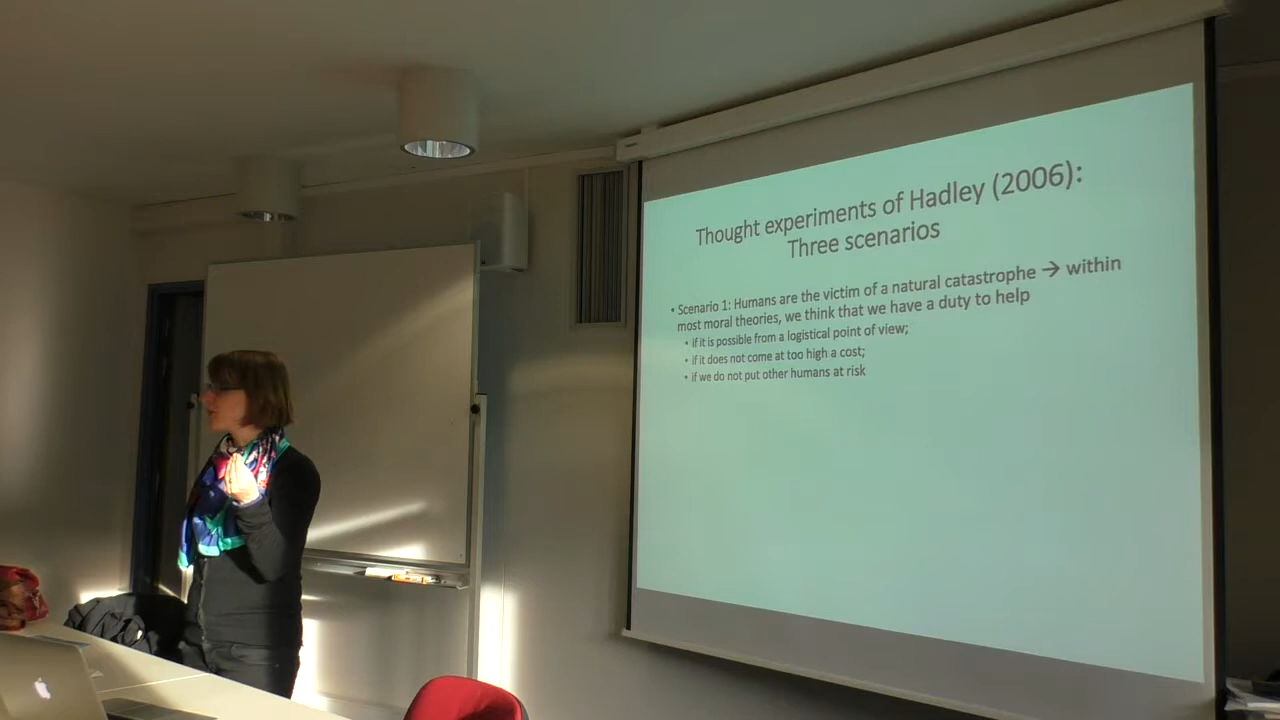 Thought experiments of Hadley (2006):
Three scenarios
• Scenario 1: Humans are the victim of a natural catastrophe → within
most moral theories, we think that we have a duty to help
• if it is possible from a logistical point of view;
• if it does not come at too high a cost;
• if we do not put other humans at risk